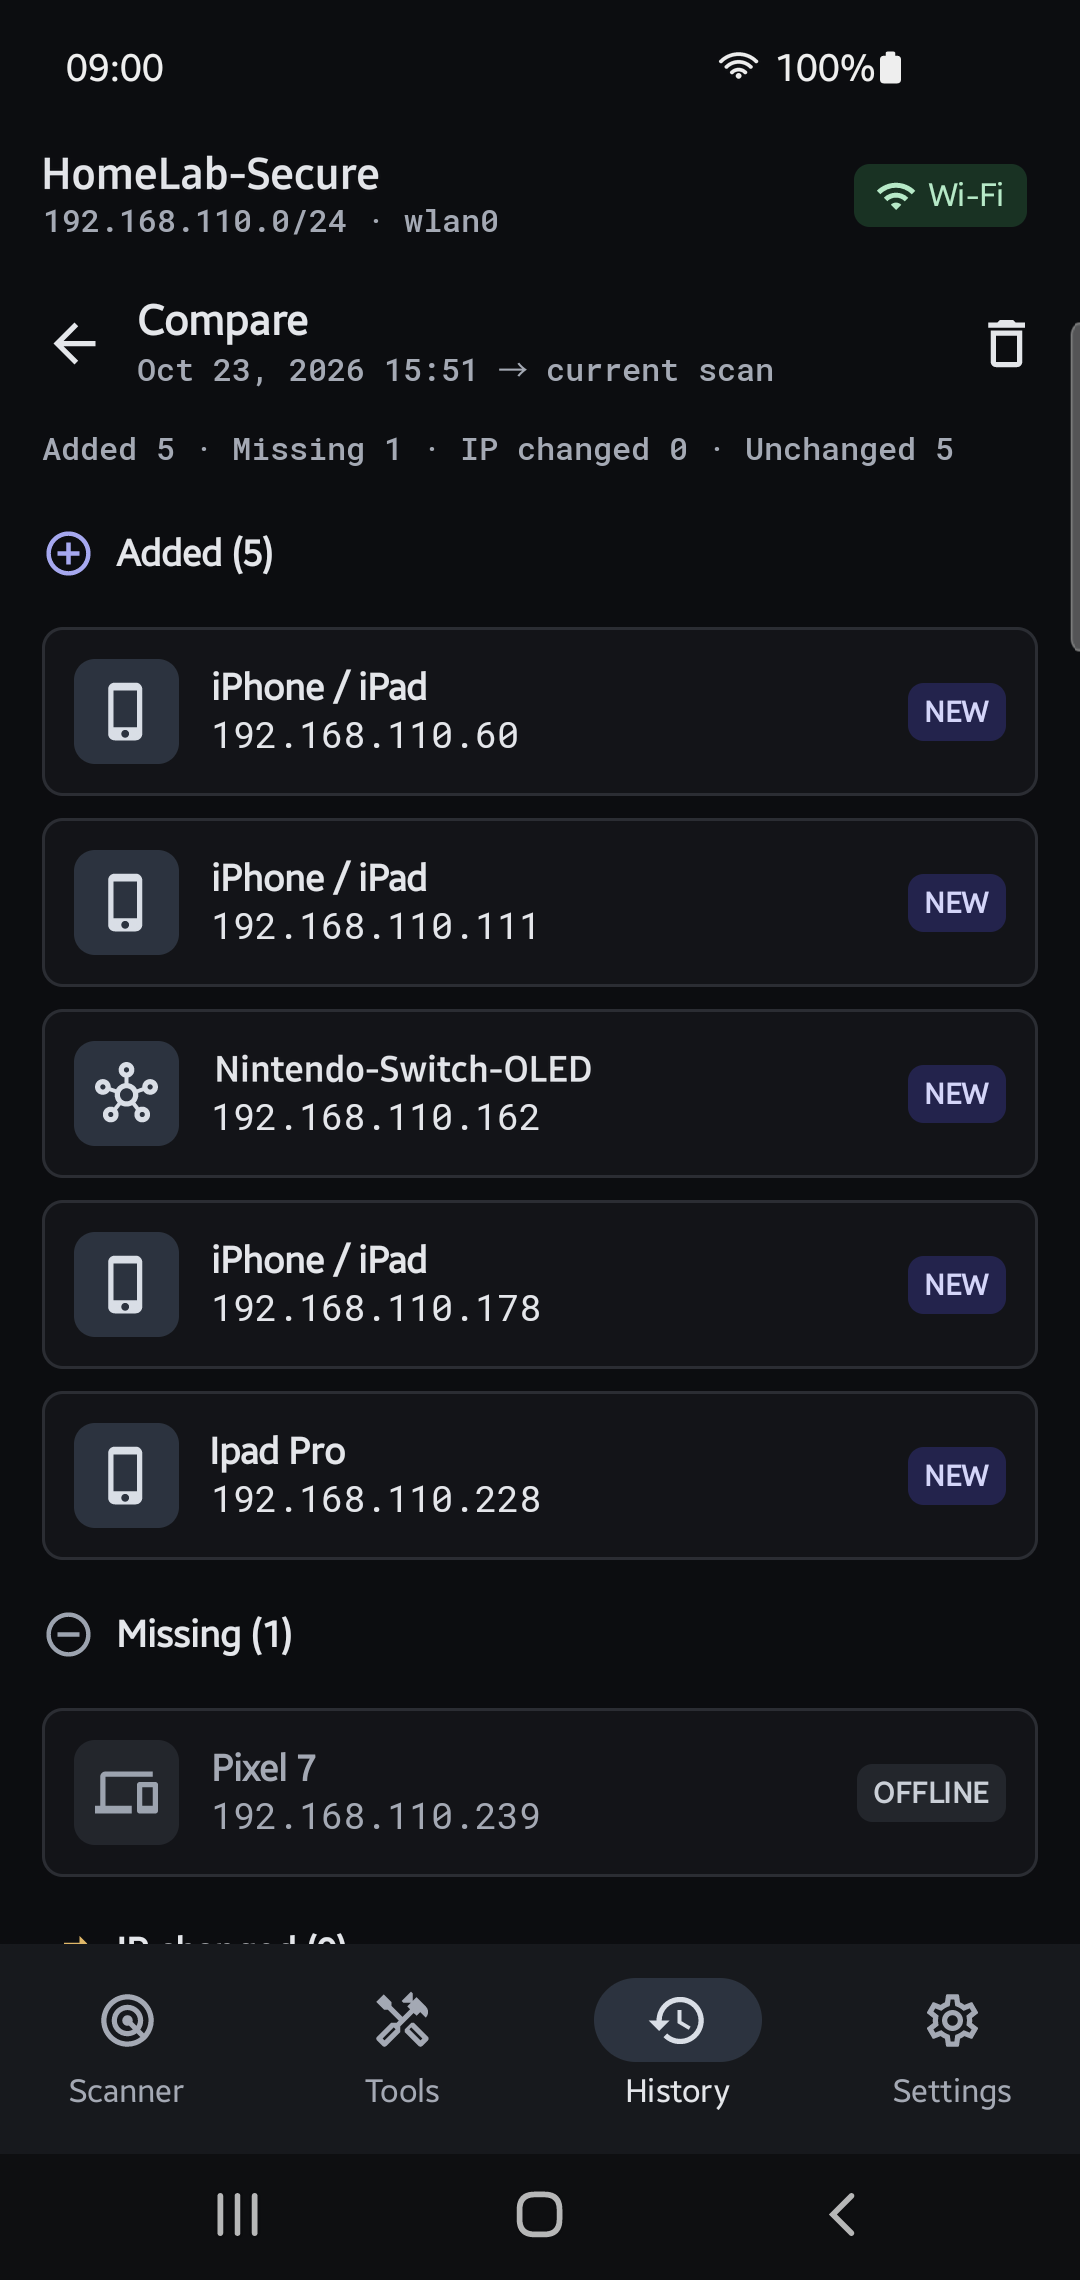 09:00
100%
HomeLab-Secure
192.168.110.0/24 · wlan0
Wi-Fi
Compare
Oct 23, 2026 15:51 → current scan
Added 5 · Missing 1 · IP changed 0 · Unchanged 5
Added (5)
iPhone / iPad
192.168.110.60
NEW
iPhone / iPad
192.168.110.111
NEW
Nintendo-Switch-OLED
192.168.110.162
NEW
iPhone / iPad
192.168.110.178
NEW
Ipad Pro
192.168.110.228
NEW
Missing (1)
Pixel 7
192.168.110.239
OFFLINE
IP changed (0)
Scanner
Tools
History
Settings